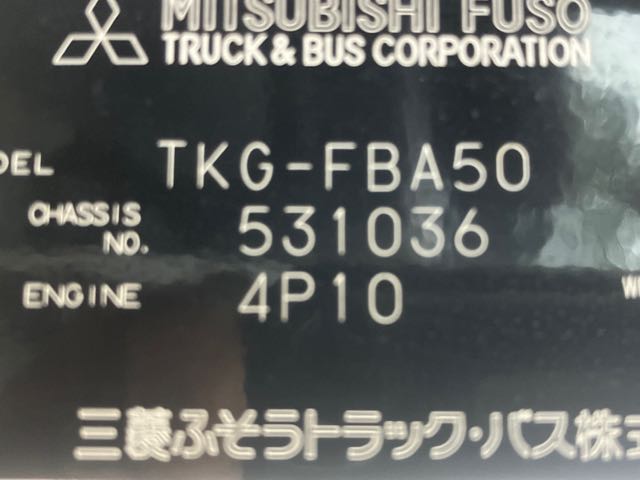 MITSUBISHI FUSO
TRUCK & BUS CORPORATION
DEL TKG-FBA50
CHASSIS NO. 531036
ENGINE 4P10
三菱ふそうトラック・バス株式